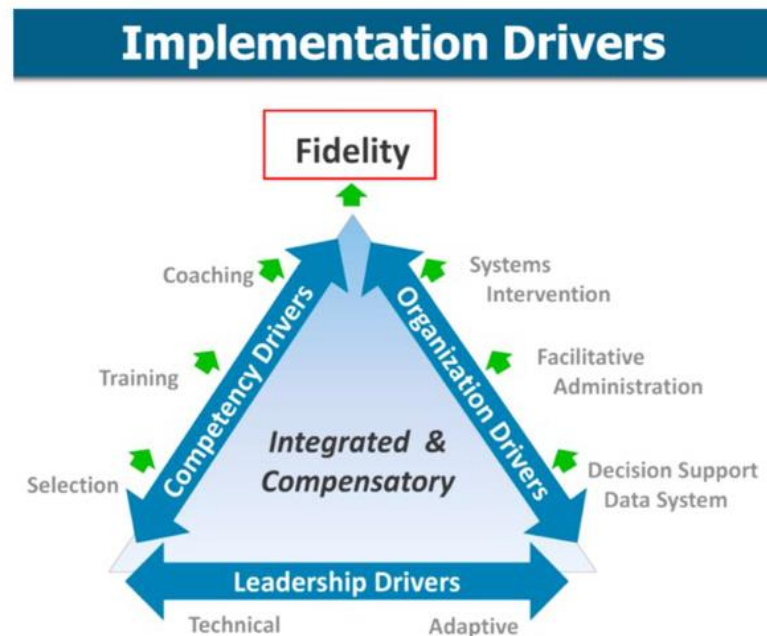 Implementation Drivers
Fidelity
Coaching
Training
Selection
Competency Drivers
Systems
Intervention
Facilitative
Administration
Decision Support
Data System
Organization Drivers
Integrated &
Compensatory
Leadership Drivers
Technical
Adaptive